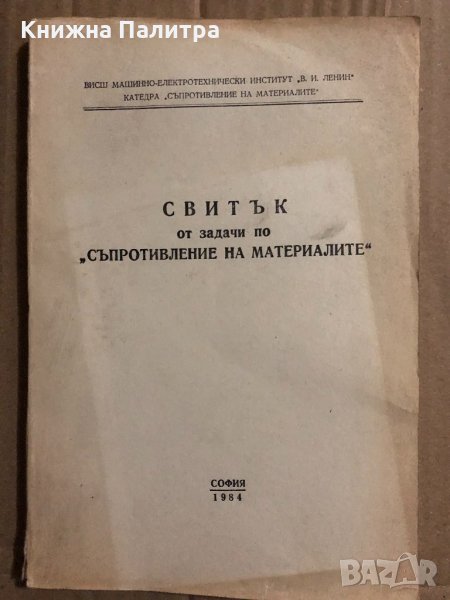 Книжна Палитра
ВИСШ МАШИННО-ЕЛЕКТРОТЕХНИЧЕСКИ ИНСТИТУТ „В. И. ЛЕНИН“
КАТЕДРА „СЪПРОТИВЛЕНИЕ НА МАТЕРИАЛИТЕ“
СВИТЪК
от задачи по
„СЪПРОТИВЛЕНИЕ НА МАТЕРИАЛИТЕ“
СОФИЯ
1984
BAZAR